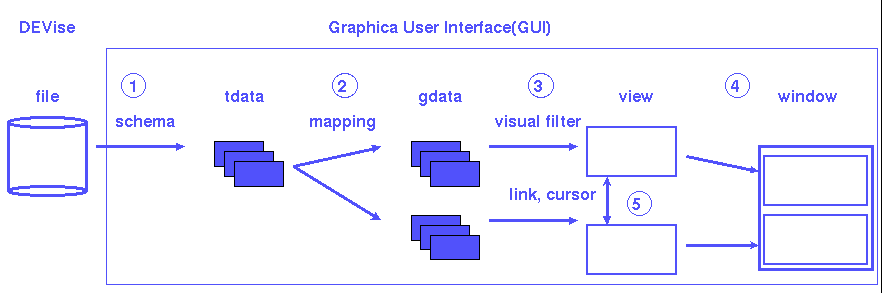 DEVise
Graphica User Interface(GUI)
1
2
3
4
file
tdata
gdata
view
window
schema
mapping
visual filter
link, cursor
5